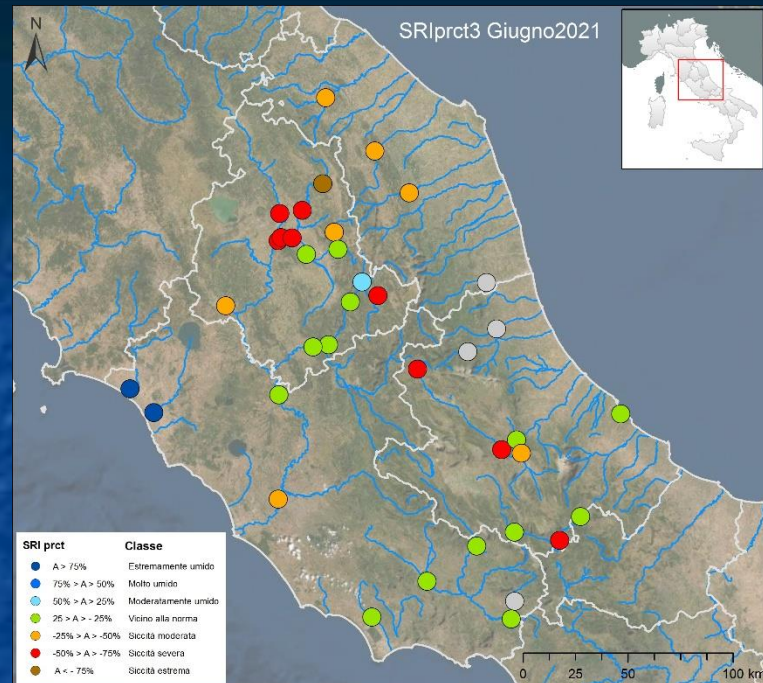 N
SRIprct3 Giugno2021
SRI prct Classe
A > 75% Estremamente umido
75% > A > 50% Molto umido
50% > A > 25% Moderatamente umido
25 > A > - 25% Vicino alla norma
-25% > A > -50% Siccità moderata
-50% > A > -75% Siccità severa
A < - 75% Siccità estrema
0 25 50 100 km